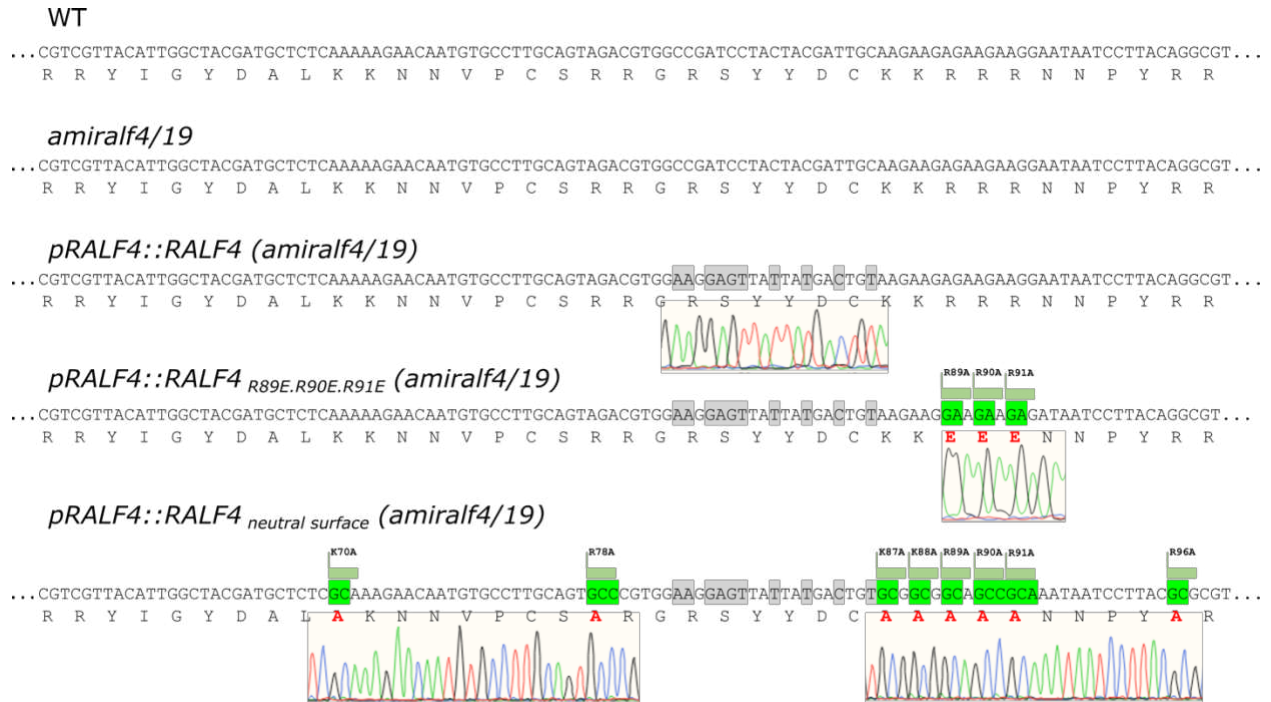 WT
...CGTCGTTACATTGGCTACGATGCTCTCAAAAAGAACAATGTGCCTTGCAGTAGACGTGGCCGATCCTACTACGATTGCAAGAAGAGAAGAAGGAATAATCCTTACAGGCGT...
R R Y I G Y D A L K K N N V P C S R R G R S Y Y D C K K R R R N N P Y R R
amiralf4/19
...CGTCGTTACATTGGCTACGATGCTCTCAAAAAGAACAATGTGCCTTGCAGTAGACGTGGCCGATCCTACTACGATTGCAAGAAGAGAAGAAGGAATAATCCTTACAGGCGT...
R R Y I G Y D A L K K N N V P C S R R G R S Y Y D C K K R R R N N P Y R R
pRALF4::RALF4 (amiralf4/19)
...CGTCGTTACATTGGCTACGATGCTCTCAAAAAGAACAATGTGCCTTGCAGTAGACGTGGAAGGAGTTATTATGACTGTAAGAAGAGAAGAAGGAATAATCCTTACAGGCGT...
R R Y I G Y D A L K K N N V P C S R R G R S Y Y D C K K R R R N N P Y R R
pRALF4::RALF4 R89E.R90E.R91E (amiralf4/19)
R89A R90A R91A
...CGTCGTTACATTGGCTACGATGCTCTCAAAAAGAACAATGTGCCTTGCAGTAGACGTGGAAGGAGTTATTATGACTGTAAGAAGGAAGAAGAGATAATCCTTACAGGCGT...
R R Y I G Y D A L K K N N V P C S R R G R S Y Y D C K K E E E N N P Y R R
pRALF4::RALF4 neutral surface (amiralf4/19)
K70A R78A K87A K88A R89A R90A R91A R96A
...CGTCGTTACATTGGCTACGATGCTCTCGCAAAGAACAATGTGCCTTGCAGTGCCCGTGGAAGGAGTTATTATGACTGTGCGGCGGCAGCCGCAAATAATCCTTACGCGCGT...
R R Y I G Y D A L A K N N V P C S A R G R S Y Y D C A A A A A N N P Y A R